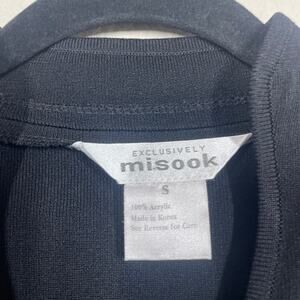 EXCLUSIVELY
misook
S
100% Acrylic
Made in Korea
See Reverse for Care